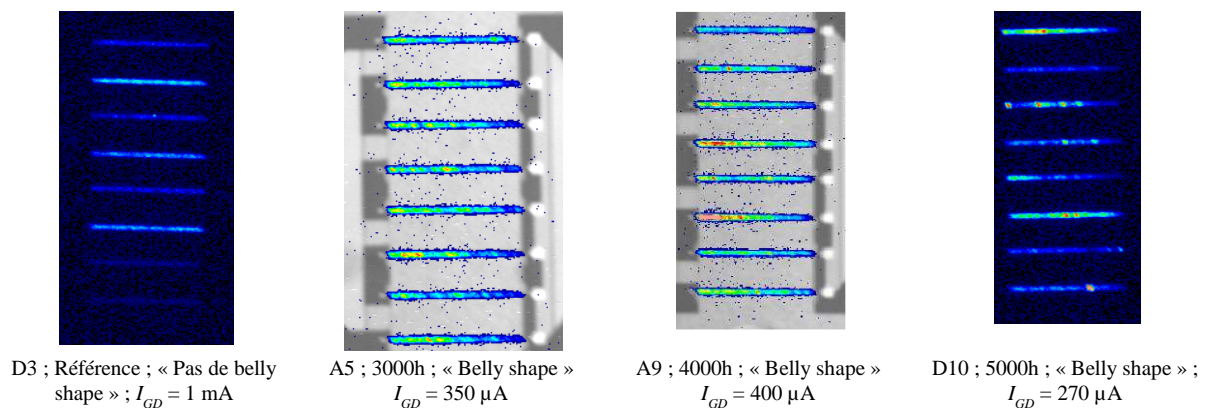 D3 ; Référence ; « Pas de belly
shape » ; I_GD = 1 mA
A5 ; 3000h ; « Belly shape »
I_GD = 350 µA
A9 ; 4000h ; « Belly shape »
I_GD = 400 µA
D10 ; 5000h ; « Belly shape » ;
I_GD = 270 µA